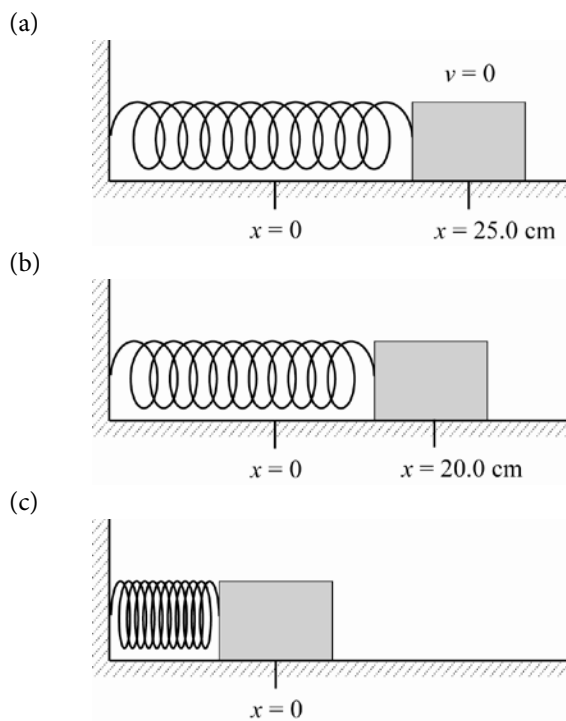 (a)
v = 0
x = 0 x = 25.0 cm
(b)
x = 0 x = 20.0 cm
(c)
x = 0